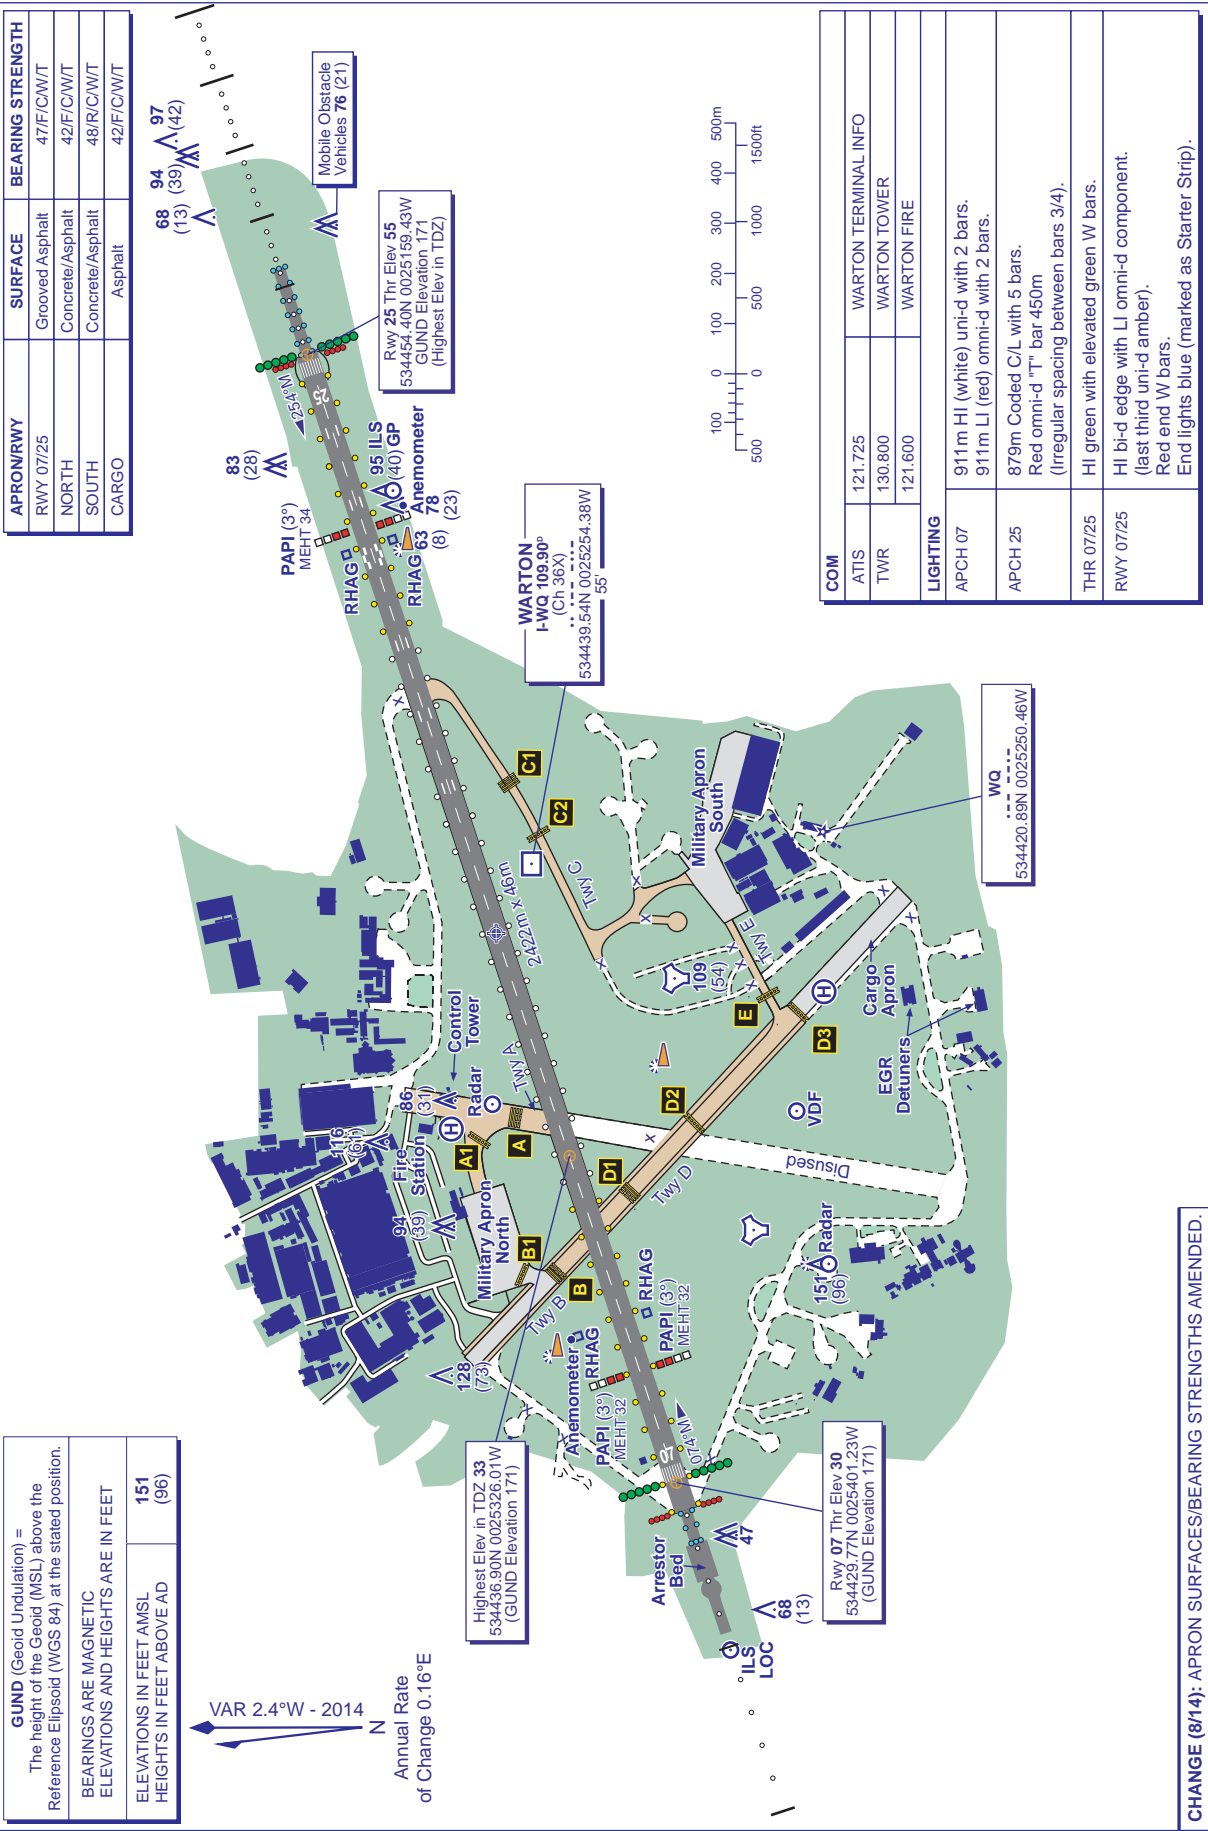 GUND (Geoid Undulation) =
The height of the Geoid (MSL) above the
Reference Elipsoid (WGS 84) at the stated position.
BEARINGS ARE MAGNETIC
ELEVATIONS AND HEIGHTS ARE IN FEET
ELEVATIONS IN FEET AMSL 151
HEIGHTS IN FEET ABOVE AD (96)
VAR 2.4°W - 2014
N
Annual Rate
of Change 0.16°E
APRON/RWY SURFACE BEARING STRENGTH
RWY 07/25 Grooved Asphalt 47/F/C/W/T
NORTH Concrete/Asphalt 42/F/C/W/T
SOUTH Concrete/Asphalt 48/R/C/W/T
CARGO Asphalt 42/F/C/W/T
68
(13)
94
(39)
97
(42)
Mobile Obstacle
Vehicles 76 (21)
Rwy 25 Thr Elev 55
534454.40N 0025159.43W
GUND Elevation 171
(Highest Elev in TDZ)
254°M
25
83
(28)
PAPI (3°)
MEHT 34
RHAG
RHAG
95 ILS
(40) GP
Anemometer
78
(23)
63
(8)
WARTON
I-WQ 109.90°
(Ch 36X)
534439.54N 0025254.38W
55'
C1
C2
Twy C
2422m x 46m
Military Apron
South
WQ
534420.89N 0025250.46W
109
(54)
Twy E
E
H
Cargo
Apron
D3
EGR
Detuners
VDF
D2
D1
Twy D
Disused
Control
Tower
Radar
86
(31)
Twy A
A
A1
H
Fire
Station
116
(61)
94
(39)
Military Apron
North
B1
B
Twy B
128
(73)
Anemometer
RHAG
RHAG
PAPI (3°)
MEHT 32
PAPI (3°)
MEHT 32
151
(96)
Radar
074°M
07
Highest Elev in TDZ 33
534436.90N 0025326.01W
(GUND Elevation 171)
Rwy 07 Thr Elev 30
534429.77N 0025401.23W
(GUND Elevation 171)
Arrestor
Bed
47
68
(13)
ILS
LOC
100 0 100 200 300 400 500m
500 0 500 1000 1500ft
COM
ATIS 121.725 WARTON TERMINAL INFO
TWR 130.800 WARTON TOWER
121.600 WARTON FIRE
LIGHTING
APCH 07 911m HI (white) uni-d with 2 bars.
911m LI (red) omni-d with 2 bars.
APCH 25 879m Coded C/L with 5 bars.
Red omni-d "T" bar 450m
(Irregular spacing between bars 3/4).
THR 07/25 HI green with elevated green W bars.
RWY 07/25 HI bi-d edge with LI omni-d component.
(last third uni-d amber).
Red end W bars.
End lights blue (marked as Starter Strip).
CHANGE (8/14): APRON SURFACES/BEARING STRENGTHS AMENDED.